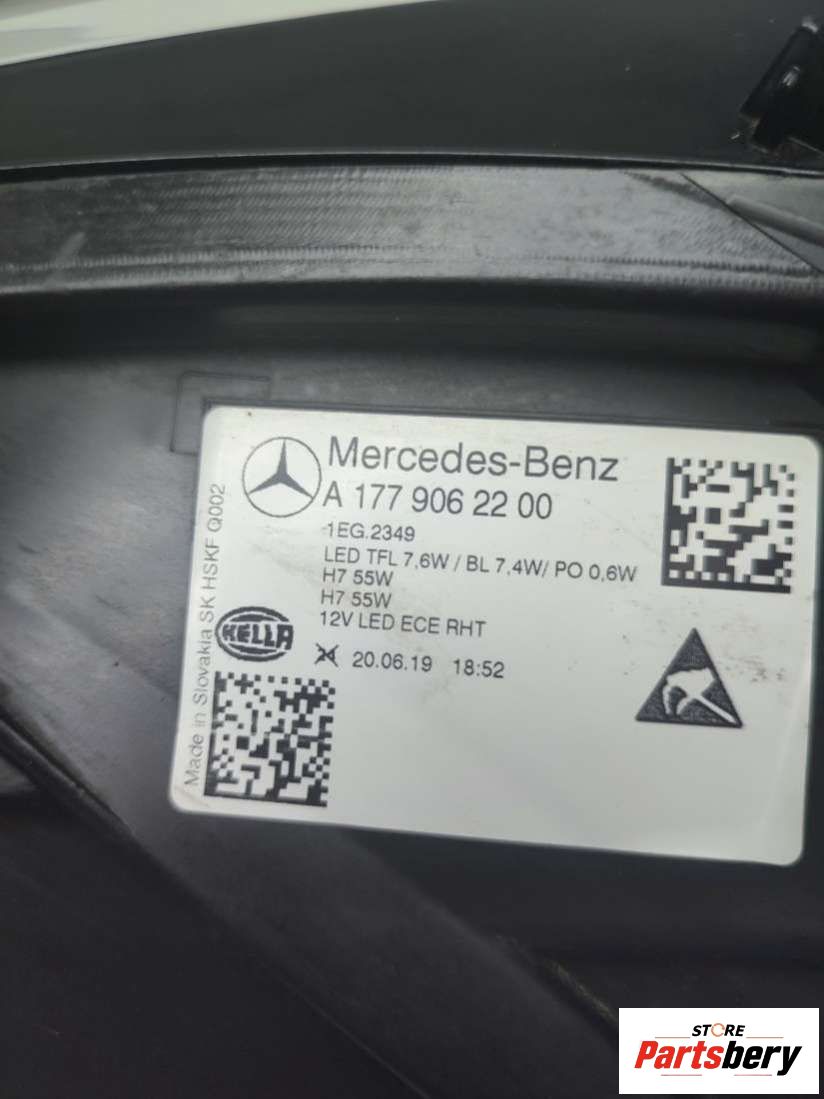 Mercedes-Benz
A 177 906 22 00
1EG.2349
LED TFL 7,6W / BL 7,4W/ PO 0,6W
H7 55W
H7 55W
12V LED ECE RHT
20.06.19 18:52
HELLA
Made in Slovakia SK HSKF Q002
STORE
Partsbery